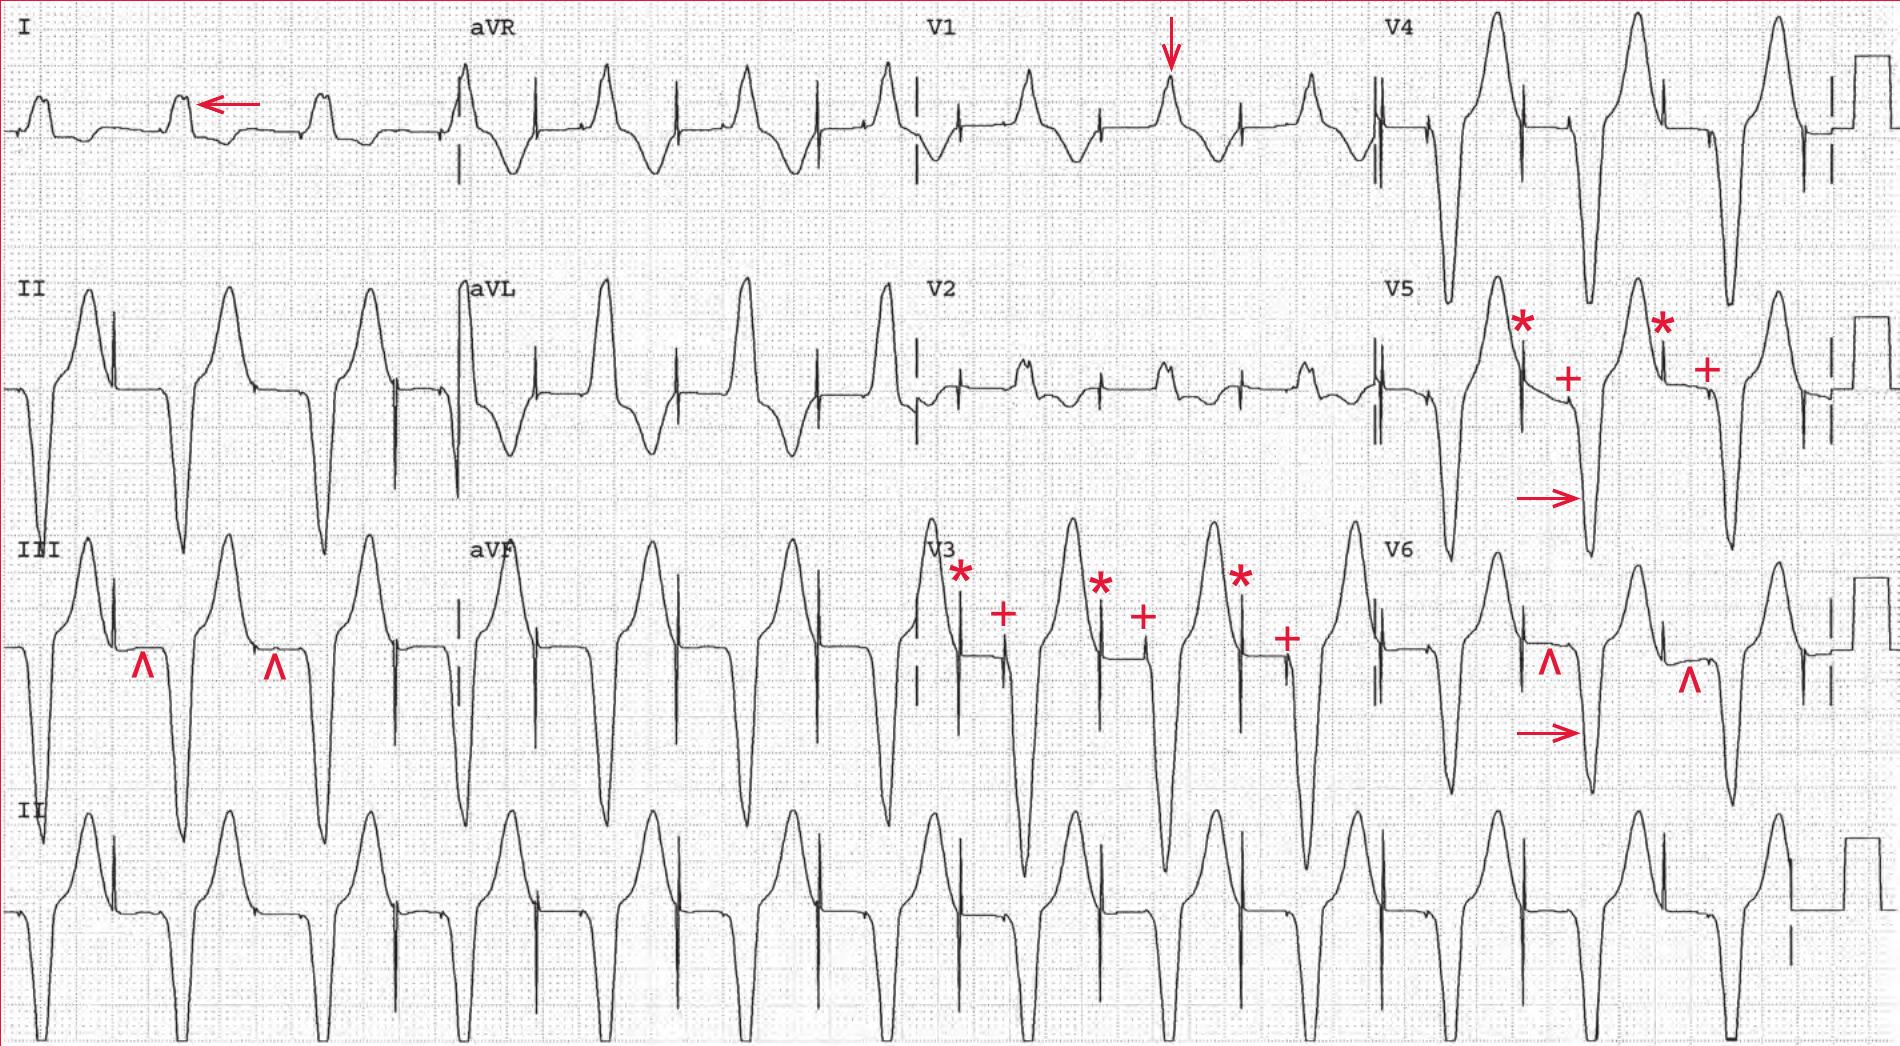 I aVR V1 V4
II aVL V2 V5
* *
+ +
III aVF V3 V6
* * *
+ + +
^ ^ ^ ^
II